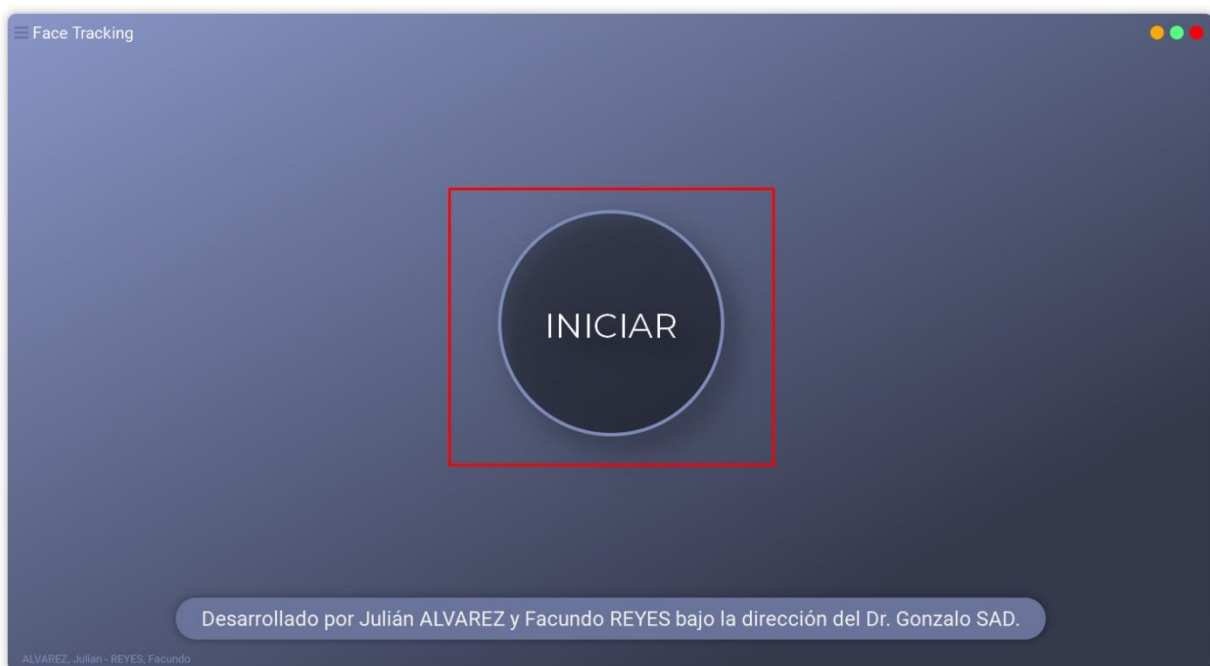 Face Tracking
INICIAR
Desarrollado por Julián ALVAREZ y Facundo REYES bajo la dirección del Dr. Gonzalo SAD.
ALVAREZ, Julian - REYES, Facundo